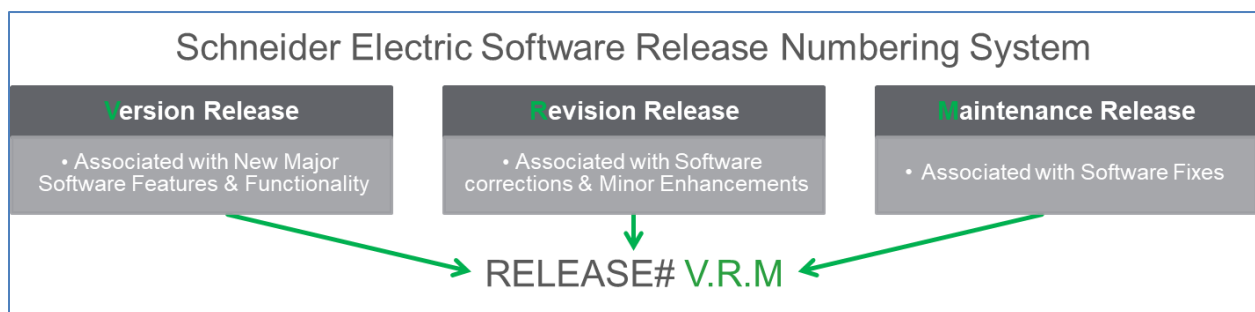 Schneider Electric Software Release Numbering System
Version Release
• Associated with New Major
Software Features & Functionality
Revision Release
• Associated with Software
corrections & Minor Enhancements
Maintenance Release
• Associated with Software Fixes
RELEASE# V.R.M